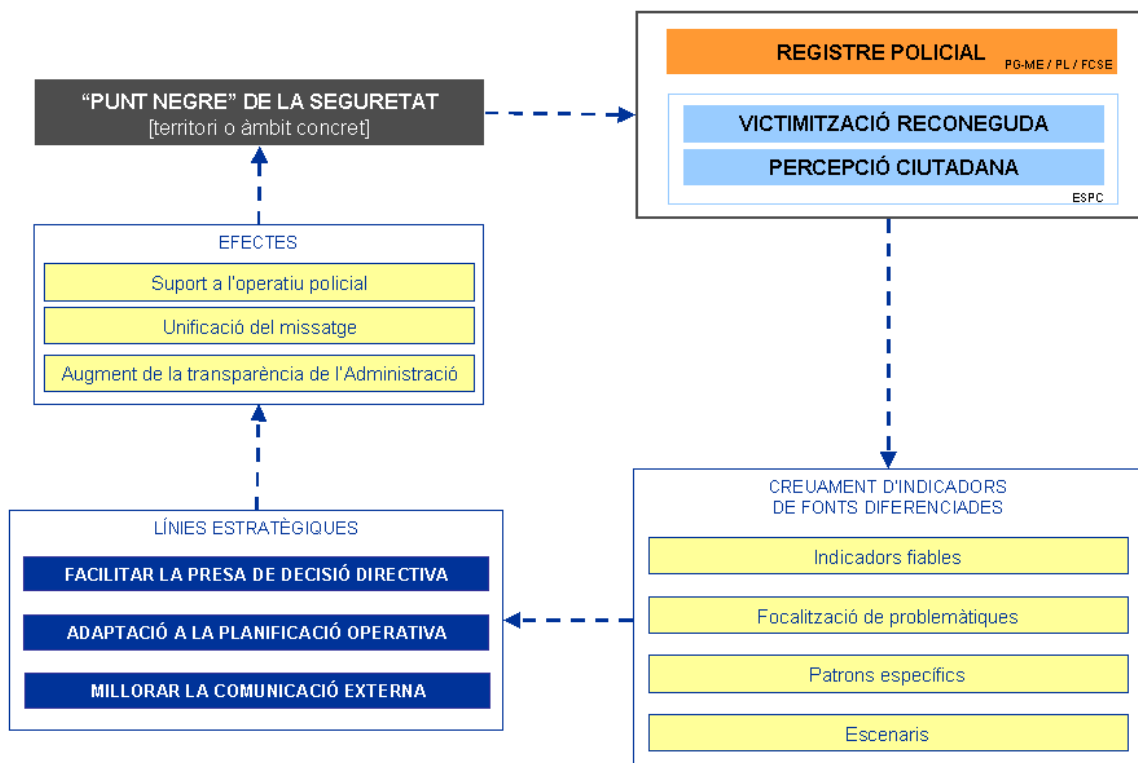 "PUNT NEGRE" DE LA SEGURETAT
[territori o àmbit concret]
REGISTRE POLICIAL
PG-ME / PL / FCSE
VICTIMITZACIÓ RECONEGUDA
PERCEPCIÓ CIUTADANA
ESPC
EFECTES
Suport a l'operatiu policial
Unificació del missatge
Augment de la transparència de l'Administració
LÍNIES ESTRATÈGIQUES
FACILITAR LA PRESA DE DECISIÓ DIRECTIVA
ADAPTACIÓ A LA PLANIFICACIÓ OPERATIVA
MILLORAR LA COMUNICACIÓ EXTERNA
CREUAMENT D'INDICADORS
DE FONTS DIFERENCIADES
Indicadors fiables
Focalització de problemàtiques
Patrons específics
Escenaris